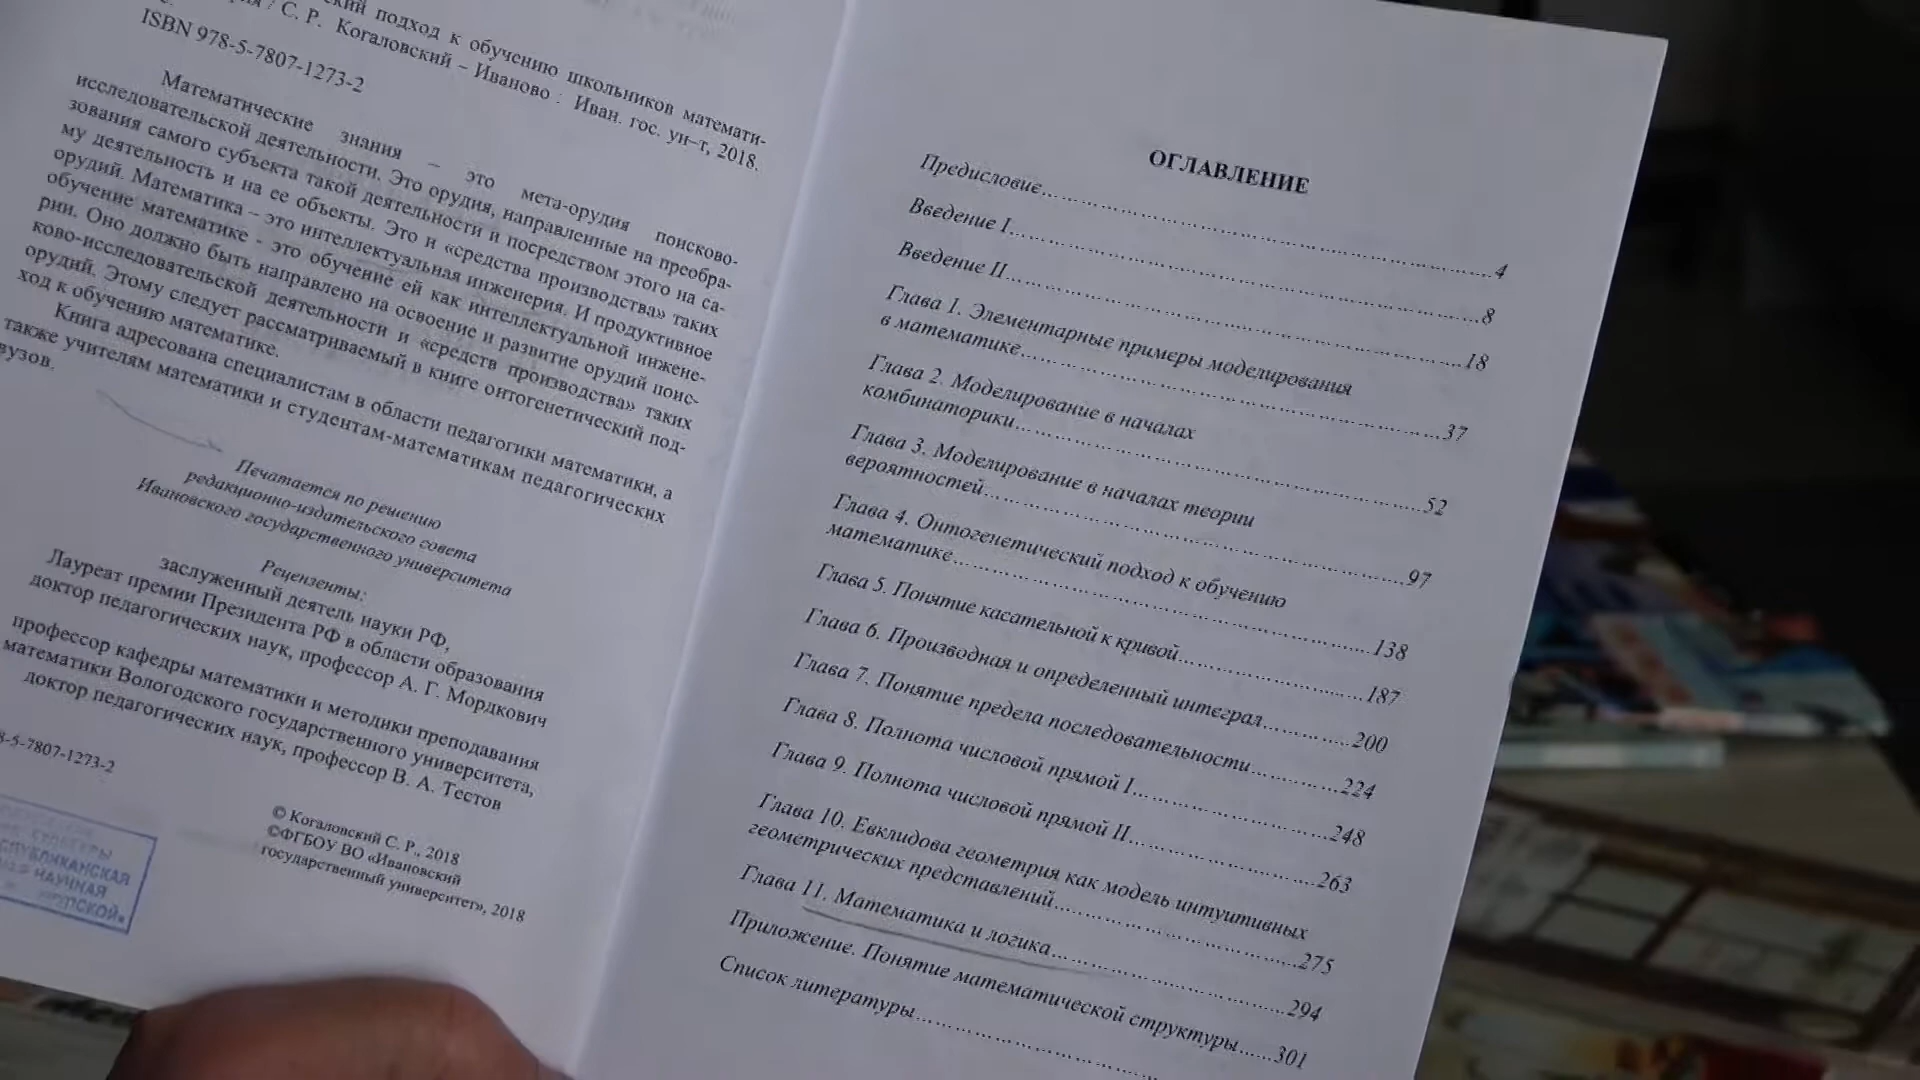 подход к обучению школьников математи-
С. Р. Когаловский – Иваново : Иван. гос. ун–т, 2018.
ISBN 978-5-7807-1273-2
Математические знания – это мета-орудия поисково-
исследовательской деятельности. Это орудия, направленные на преобра-
зования самого субъекта такой деятельности и посредством этого на са-
му деятельность и на ее объекты. Это и «средства производства» таких
орудий. Математика – это интеллектуальная инженерия. И продуктивное
обучение математике - это обучение ей как интеллектуальной инжене-
рии. Оно должно быть направлено на освоение и развитие орудий поис-
ково-исследовательской деятельности и «средств производства» таких
орудий. Этому следует рассматриваемый в книге онтогенетический под-
ход к обучению математике.
Книга адресована специалистам в области педагогики математики, а
также учителям математики и студентам-математикам педагогических
вузов.
Печатается по решению
редакционно-издательского совета
Ивановского государственного университета
Рецензенты:
заслуженный деятель науки РФ,
Лауреат премии Президента РФ в области образования
доктор педагогических наук, профессор А. Г. Мордкович
профессор кафедры математики и методики преподавания
математики Вологодского государственного университета,
доктор педагогических наук, профессор В. А. Тестов
8-5-7807-1273-2
© Когаловский С. Р., 2018
©ФГБОУ ВО «Ивановский
государственный университет», 2018
НАУЧНАЯ
ОГЛАВЛЕНИЕ
Предисловие……………………………4
Введение I……………………………8
Введение II……………………………18
Глава 1. Элементарные примеры моделирования
в математике……………………………37
Глава 2. Моделирование в началах
комбинаторики……………………………52
Глава 3. Моделирование в началах теории
вероятностей……………………………97
Глава 4. Онтогенетический подход к обучению
математике……………………………138
Глава 5. Понятие касательной к кривой……………187
Глава 6. Производная и определенный интеграл…………200
Глава 7. Понятие предела последовательности…………224
Глава 8. Полнота числовой прямой I………………248
Глава 9. Полнота числовой прямой II………………263
Глава 10. Евклидова геометрия как модель интуитивных
геометрических представлений……………………275
Глава 11. Математика и логика……………………294
Приложение. Понятие математической структуры……301
Список литературы……………………